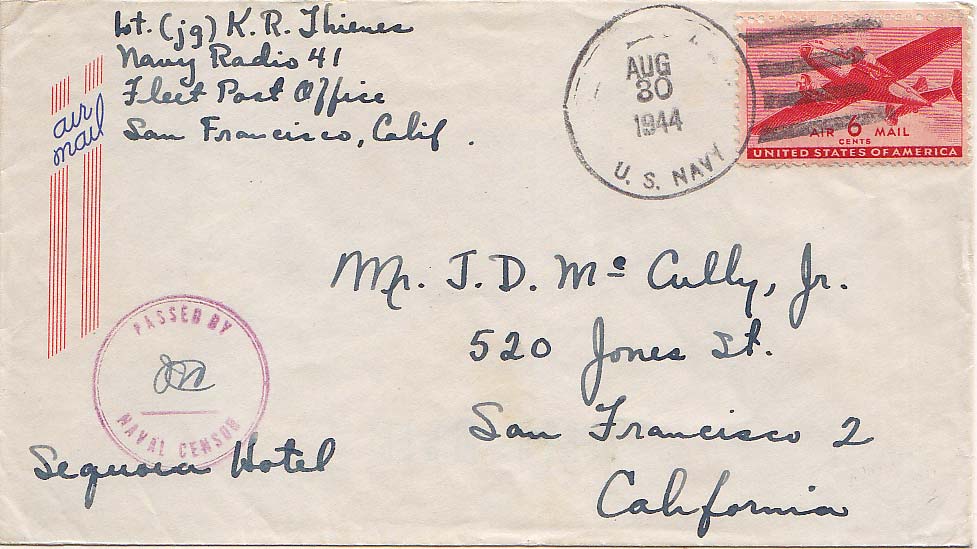 Lt. (jg) K. R. Thienes
Navy Radio 41
Fleet Post Office
San Francisco, Calif.
air
mail
AUG
30
1944
U. S. NAVY
AIR 6 MAIL
CENTS
UNITED STATES OF AMERICA
Mr. J. D. McCully, Jr.
520 Jones St.
San Francisco 2
California
PASSED BY
NAVAL CENSOR
Sequoia Hotel